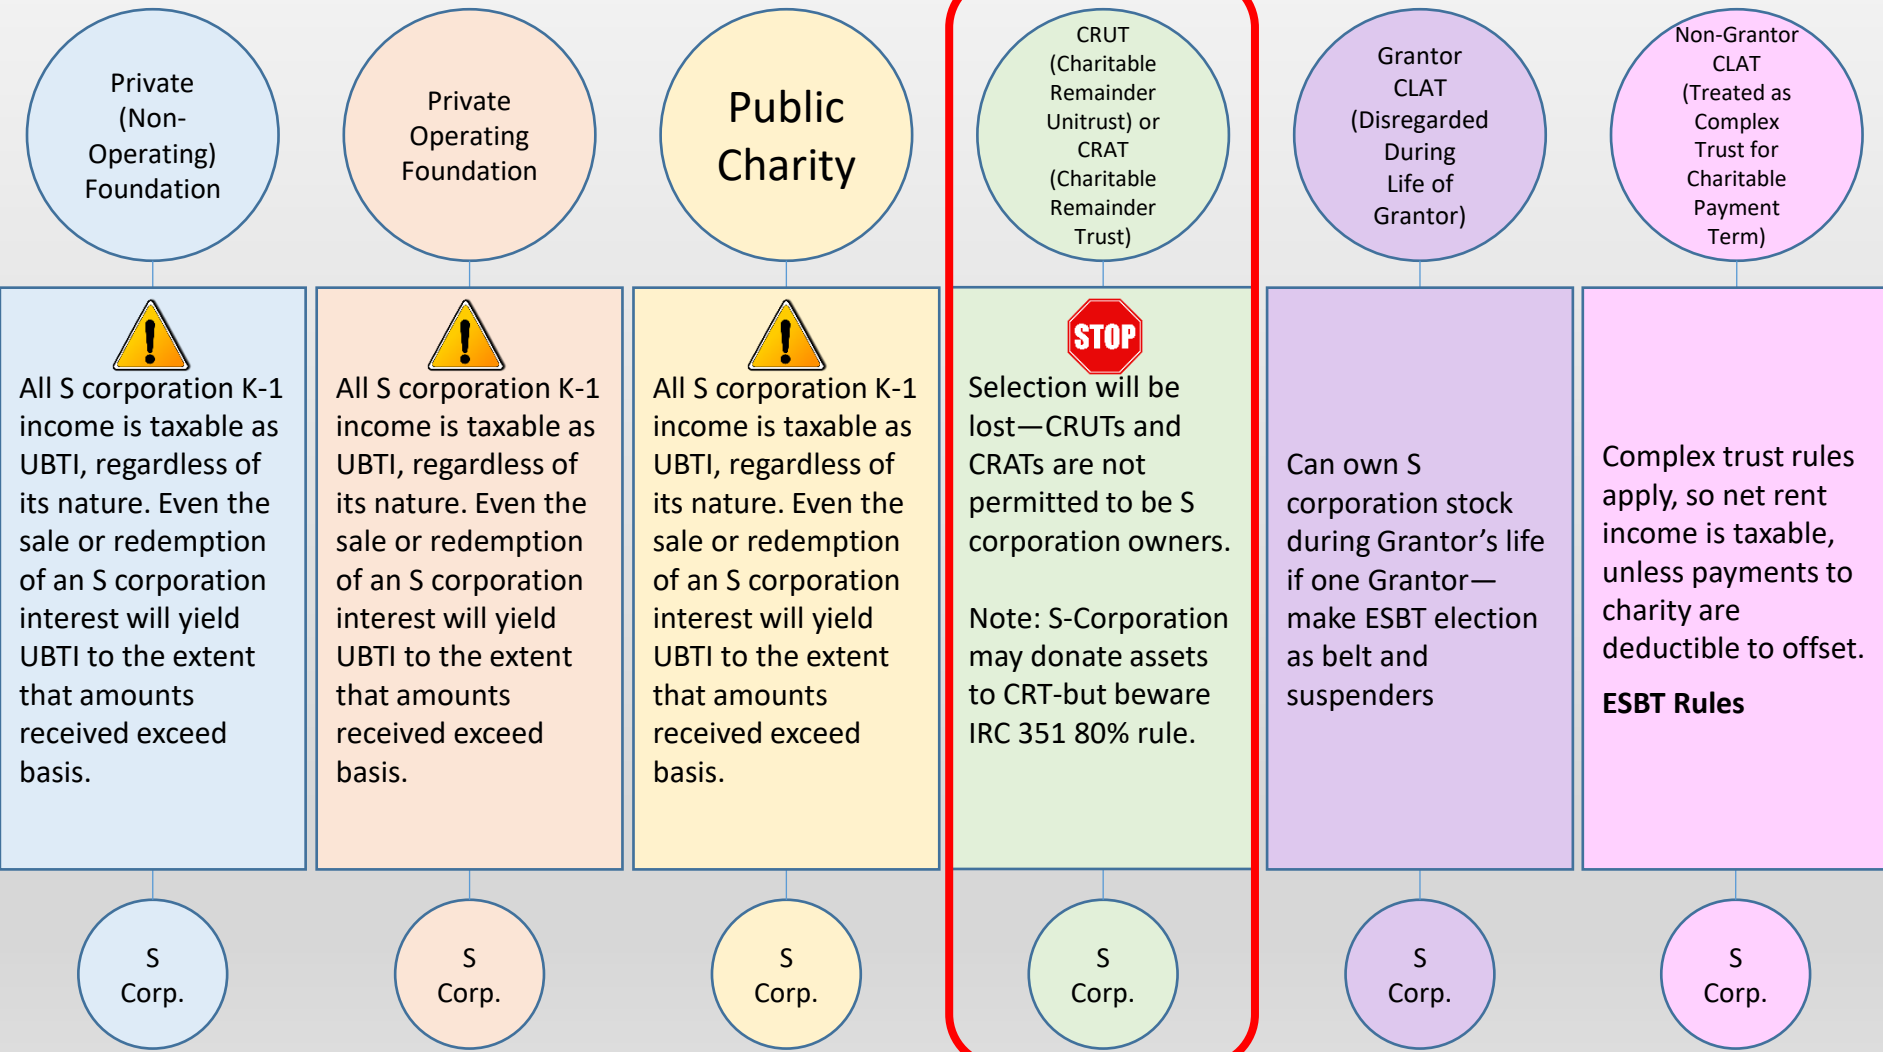 Private
(Non-
Operating)
Foundation
Private
Operating
Foundation
Public
Charity
CRUT
(Charitable
Remainder
Unitrust) or
CRAT
(Charitable
Remainder
Trust)
Grantor
CLAT
(Disregarded
During
Life of
Grantor)
Non-Grantor
CLAT
(Treated as
Complex
Trust for
Charitable
Payment
Term)
All S corporation K-1
income is taxable as
UBTI, regardless of
its nature. Even the
sale or redemption
of an S corporation
interest will yield
UBTI to the extent
that amounts
received exceed
basis.
All S corporation K-1
income is taxable as
UBTI, regardless of
its nature. Even the
sale or redemption
of an S corporation
interest will yield
UBTI to the extent
that amounts
received exceed
basis.
All S corporation K-1
income is taxable as
UBTI, regardless of
its nature. Even the
sale or redemption
of an S corporation
interest will yield
UBTI to the extent
that amounts
received exceed
basis.
STOP
Selection will be
lost—CRUTs and
CRATs are not
permitted to be S
corporation owners.
Note: S-Corporation
may donate assets
to CRT-but beware
IRC 351 80% rule.
Can own S
corporation stock
during Grantor's life
if one Grantor—
make ESBT election
as belt and
suspenders
Complex trust rules
apply, so net rent
income is taxable,
unless payments to
charity are
deductible to offset.
ESBT Rules
S
Corp.
S
Corp.
S
Corp.
S
Corp.
S
Corp.
S
Corp.